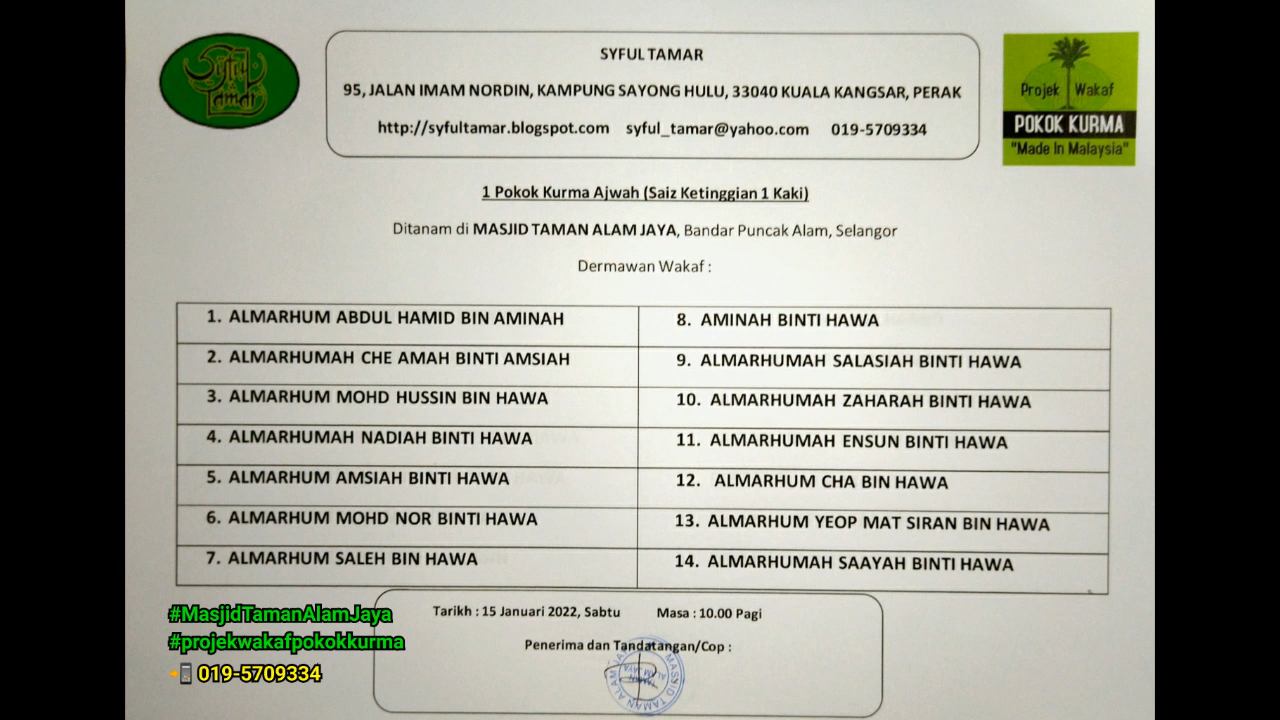 Syful Tamar
SYFUL TAMAR
95, JALAN IMAM NORDIN, KAMPUNG SAYONG HULU, 33040 KUALA KANGSAR, PERAK
http://syfultamar.blogspot.com syful_tamar@yahoo.com 019-5709334
Projek Wakaf
POKOK KURMA
"Made In Malaysia"
1 Pokok Kurma Ajwah (Saiz Ketinggian 1 Kaki)
Ditanam di MASJID TAMAN ALAM JAYA, Bandar Puncak Alam, Selangor
Dermawan Wakaf :
1. ALMARHUM ABDUL HAMID BIN AMINAH
2. ALMARHUMAH CHE AMAH BINTI AMSIAH
3. ALMARHUM MOHD HUSSIN BIN HAWA
4. ALMARHUMAH NADIAH BINTI HAWA
5. ALMARHUM AMSIAH BINTI HAWA
6. ALMARHUM MOHD NOR BINTI HAWA
7. ALMARHUM SALEH BIN HAWA
8. AMINAH BINTI HAWA
9. ALMARHUMAH SALASIAH BINTI HAWA
10. ALMARHUMAH ZAHARAH BINTI HAWA
11. ALMARHUMAH ENSUN BINTI HAWA
12. ALMARHUM CHA BIN HAWA
13. ALMARHUM YEOP MAT SIRAN BIN HAWA
14. ALMARHUMAH SAAYAH BINTI HAWA
Tarikh : 15 Januari 2022, Sabtu Masa : 10.00 Pagi
Penerima dan Tandatangan/Cop :
#MasjidTamanAlamJaya
#projekwakafpokokkurma
019-5709334